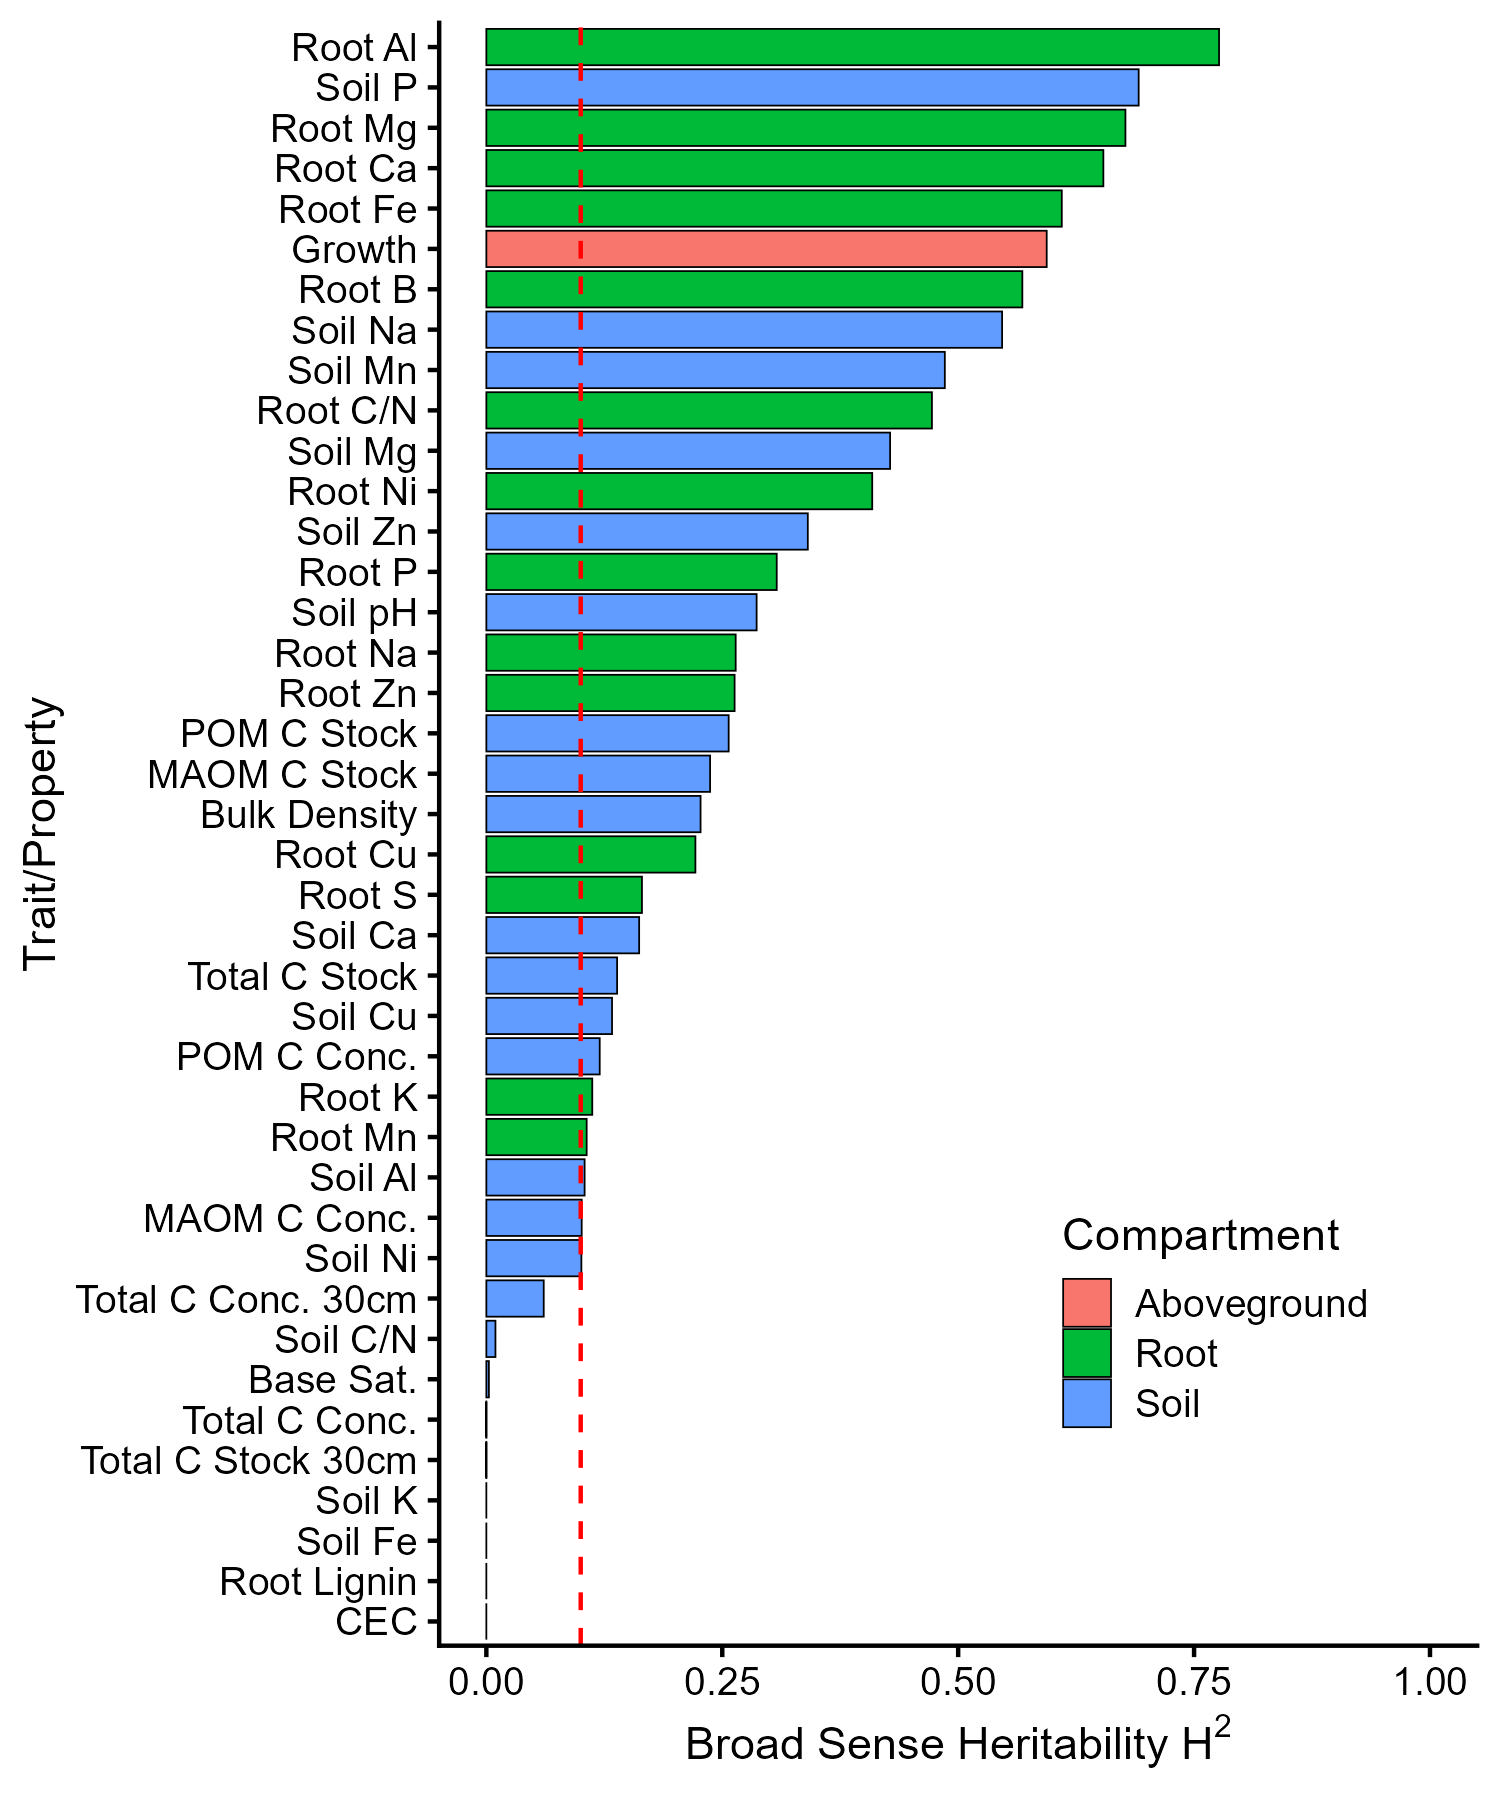 Trait/Property
Root Al
Soil P
Root Mg
Root Ca
Root Fe
Growth
Root B
Soil Na
Soil Mn
Root C/N
Soil Mg
Root Ni
Soil Zn
Root P
Soil pH
Root Na
Root Zn
POM C Stock
MAOM C Stock
Bulk Density
Root Cu
Root S
Soil Ca
Total C Stock
Soil Cu
POM C Conc.
Root K
Root Mn
Soil Al
MAOM C Conc.
Soil Ni
Total C Conc. 30cm
Soil C/N
Base Sat.
Total C Conc.
Total C Stock 30cm
Soil K
Soil Fe
Root Lignin
CEC
0.00 0.25 0.50 0.75 1.00
Broad Sense Heritability H²
Compartment
Aboveground
Root
Soil